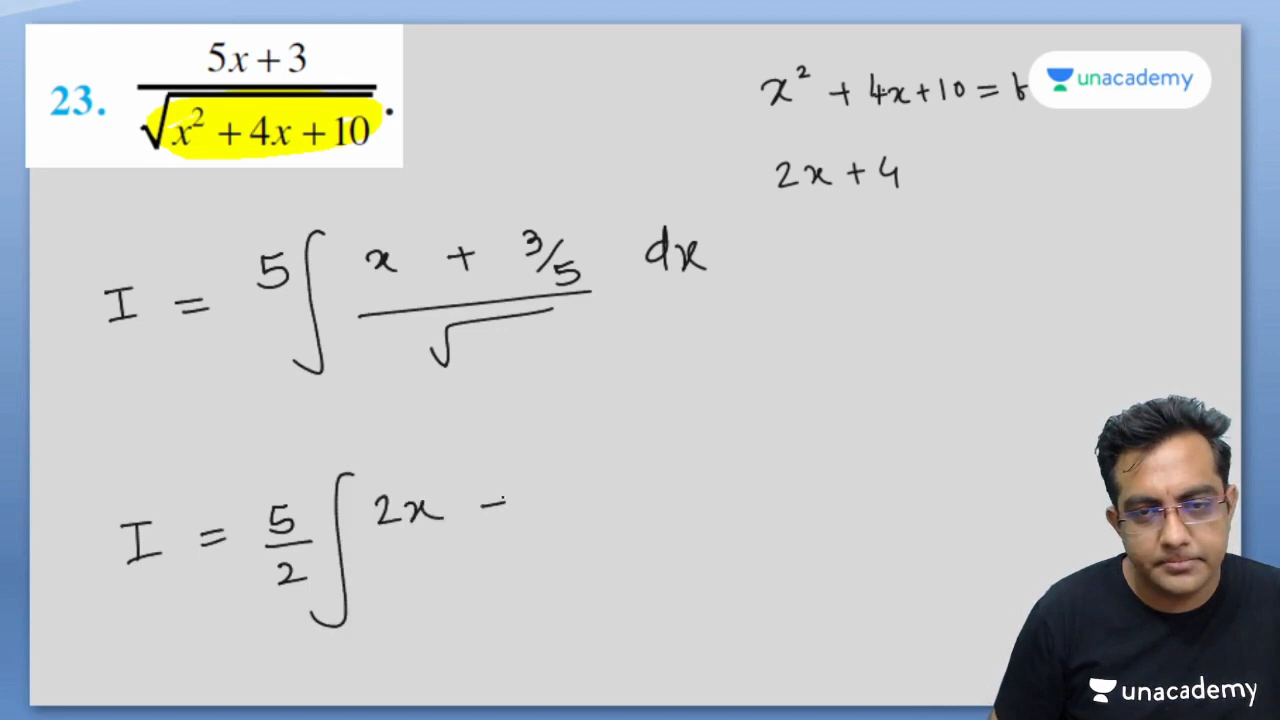 23. 5x + 3
√x² + 4x + 10 .
x² + 4x + 10 =
unacademy
2x + 4
I = 5 ∫ x + 3/5 dx
√
I = 5/2 ∫ 2x -
unacademy